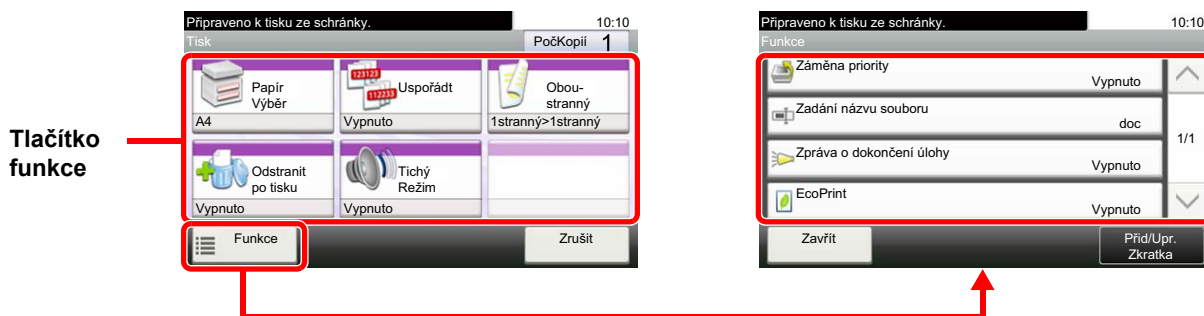 Tlačítko
funkce
Připraveno k tisku ze schránky.
10:10
Tisk
PočKopií 1
Papír
Výběr
A4
123123
112233
Uspořádt
Vypnuto
Obou-
stranný
1stranný>1stranný
Odstranit
po tisku
Vypnuto
Tichý
Režim
Vypnuto
Funkce
Zrušit
Připraveno k tisku ze schránky.
10:10
Funkce
Záměna priority
Vypnuto
Zadání názvu souboru
doc
1/1
Zpráva o dokončení úlohy
Vypnuto
EcoPrint
Vypnuto
Zavřít
Přid/Upr.
Zkratka